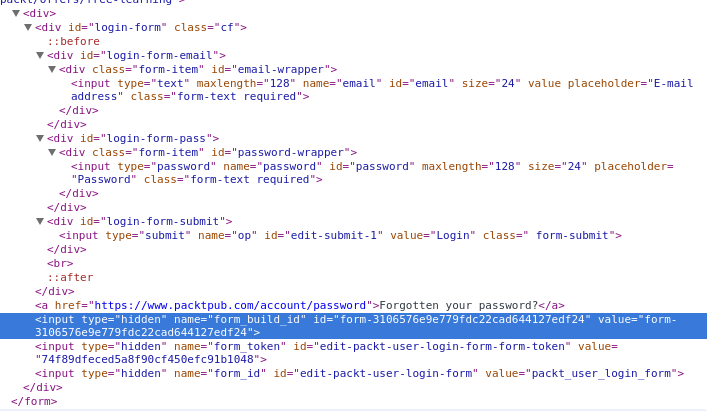 packt/offers/free-learning">
<div>
<div id="login-form" class="cf">
::before
<div id="login-form-email">
<div class="form-item" id="email-wrapper">
<input type="text" maxlength="128" name="email" id="email" size="24" value placeholder="E-mail
address" class="form-text required">
</div>
</div>
<div id="login-form-pass">
<div class="form-item" id="password-wrapper">
<input type="password" name="password" id="password" maxlength="128" size="24" placeholder=
"Password" class="form-text required">
</div>
</div>
<div id="login-form-submit">
<input type="submit" name="op" id="edit-submit-1" value="Login" class=" form-submit">
</div>
<br>
::after
</div>
<a href="https://www.packtpub.com/account/password">Forgotten your password?</a>
<input type="hidden" name="form_build_id" id="form-3106576e9e779fdc22cad644127edf24" value="form-
3106576e9e779fdc22cad644127edf24">
<input type="hidden" name="form_token" id="edit-packt-user-login-form-form-token" value=
"74f89dfeced5a8f90cf450efc91b1048">
<input type="hidden" name="form_id" id="edit-packt-user-login-form" value="packt_user_login_form">
</div>
</form>